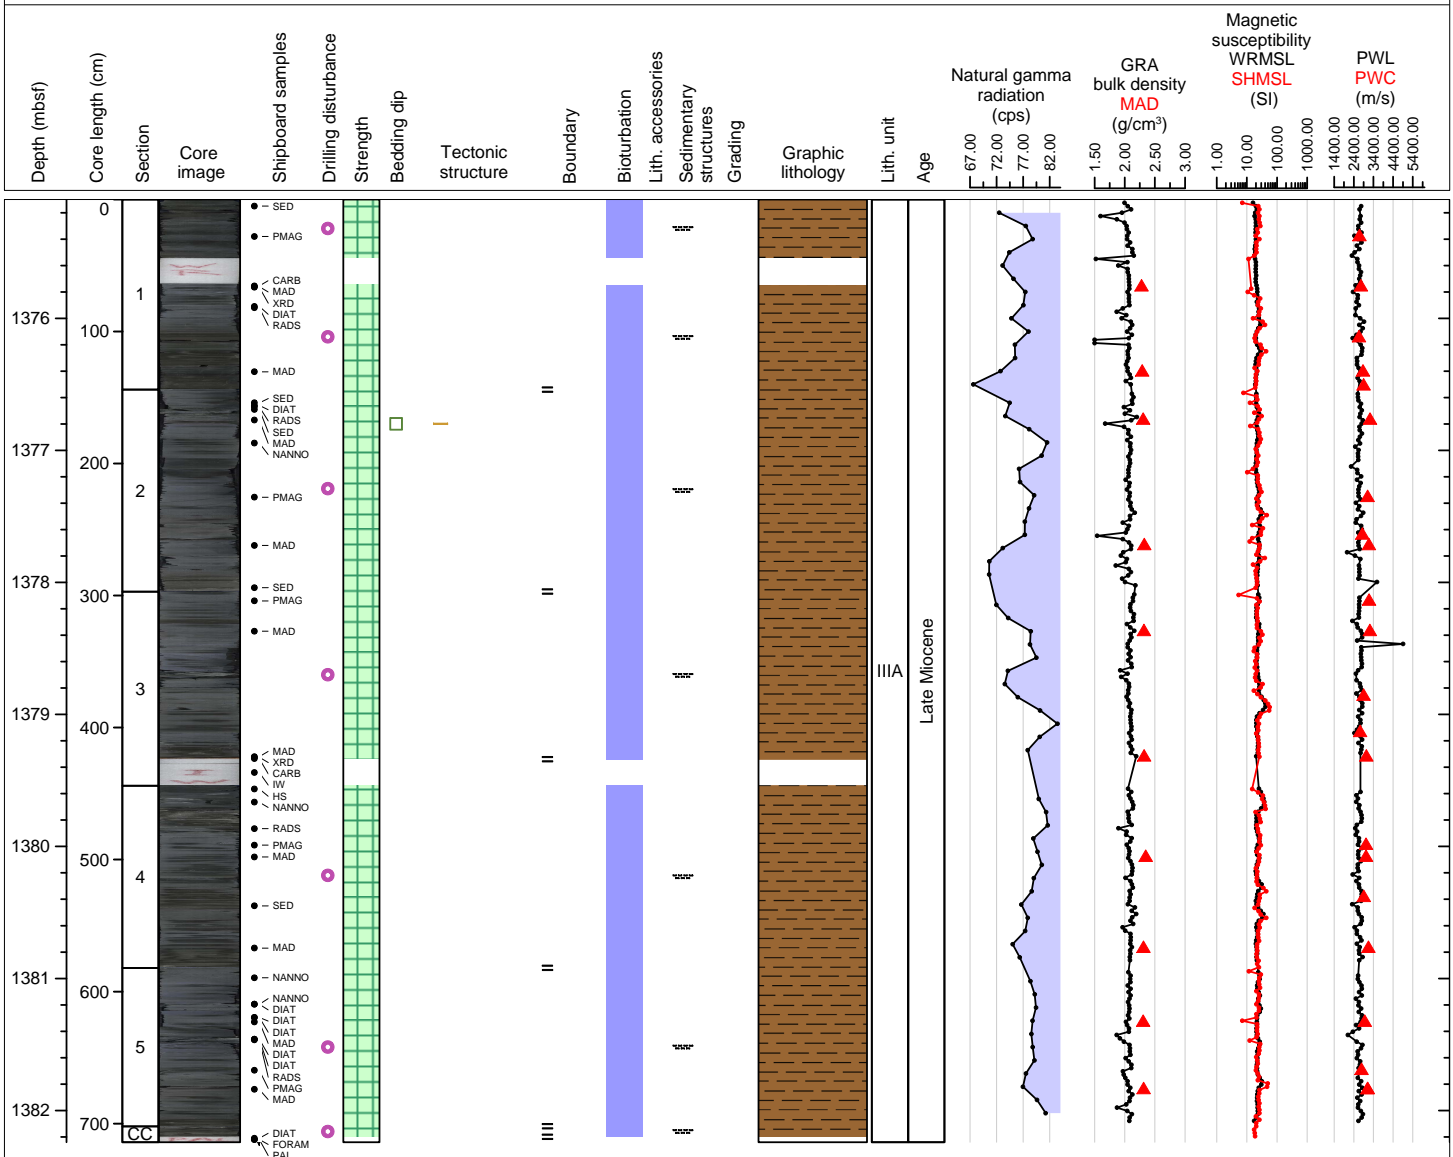 Depth (mbsf)
Core length (cm)
Section
Core
image
Shipboard samples
Drilling disturbance
Strength
Bedding dip
Tectonic
structure
Boundary
Bioturbation
Lith. accessories
Sedimentary
structures
Grading
Graphic
lithology
Lith. unit
Age
Natural gamma
radiation
(cps)
GRA
bulk density
MAD
(g/cm³)
Magnetic
susceptibility
WRMSL
SHMSL
(SI)
PWL
PWC
(m/s)
67.00
72.00
77.00
82.00
1.50
2.00
2.50
3.00
1.00
10.00
100.00
1000.00
1400.00
2400.00
3400.00
4400.00
5400.00
1376
1377
1378
1379
1380
1381
1382
0
100
200
300
400
500
600
700
1
2
3
4
5
CC
SED
PMAG
CARB
MAD
XRD
DIAT
RADS
MAD
SED
DIAT
RADS
SED
MAD
NANNO
PMAG
MAD
SED
PMAG
MAD
MAD
XRD
CARB
IW
HS
NANNO
RADS
PMAG
MAD
SED
MAD
NANNO
NANNO
DIAT
DIAT
DIAT
MAD
DIAT
DIAT
RADS
PMAG
MAD
DIAT
FORAM
PAL
IIIA
Late Miocene